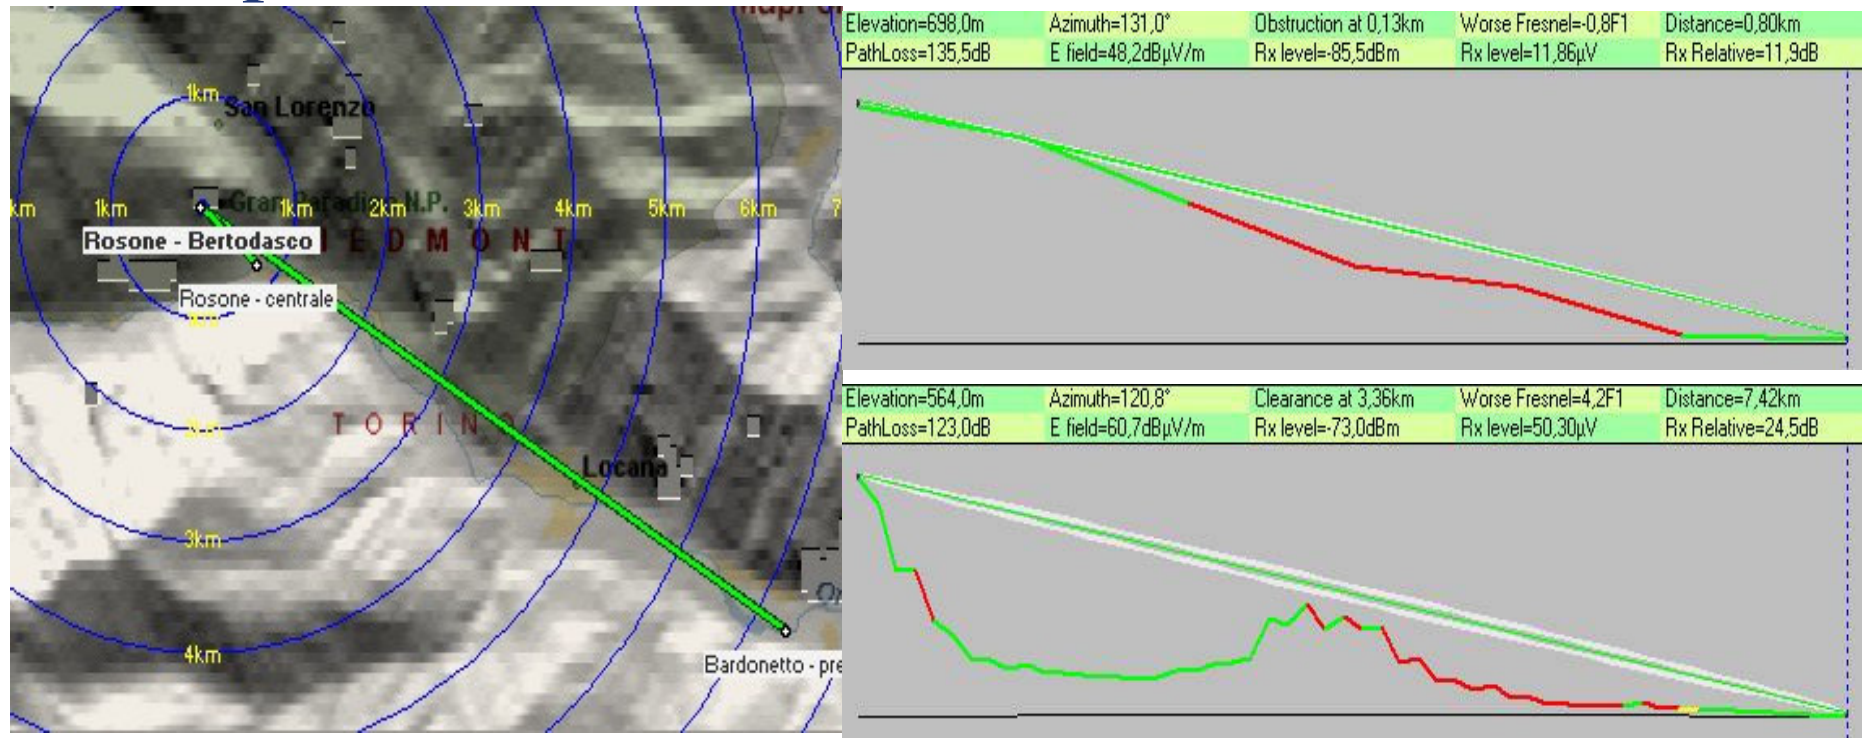 1km
San Lorenzo
Gran Paradiso N.P.
km 1km 1km 2km 3km 4km 5km 6km 7
Rosone - Bertodasco
I E D M O N T
Rosone - centrale
T O R I N O
2km
Locana
3km
4km
Bardonetto - pre
Elevation=698,0m Azimuth=131,0° Obstruction at 0,13km Worse Fresnel=-0,8F1 Distance=0,80km
PathLoss=135,5dB E field=48,2dBµV/m Rx level=-85,5dBm Rx level=11,86µV Rx Relative=11,9dB
Elevation=564,0m Azimuth=120,8° Clearance at 3,36km Worse Fresnel=4,2F1 Distance=7,42km
PathLoss=123,0dB E field=60,7dBµV/m Rx level=-73,0dBm Rx level=50,30µV Rx Relative=24,5dB